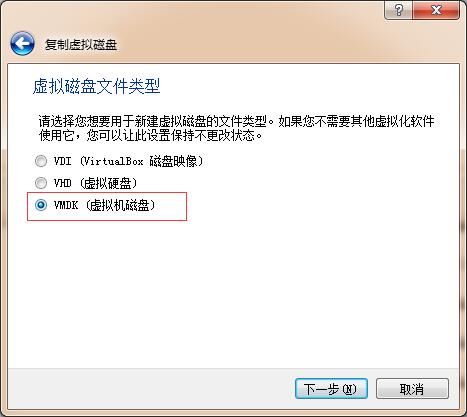 复制虚拟磁盘
虚拟磁盘文件类型
请选择您想要用于新建虚拟磁盘的文件类型。如果您不需要其他虚拟化软件
使用它，您可以让此设置保持不更改状态。
VDI (VirtualBox 磁盘映像)
VHD (虚拟硬盘)
VMDK (虚拟机磁盘)
下一步(N) 取消